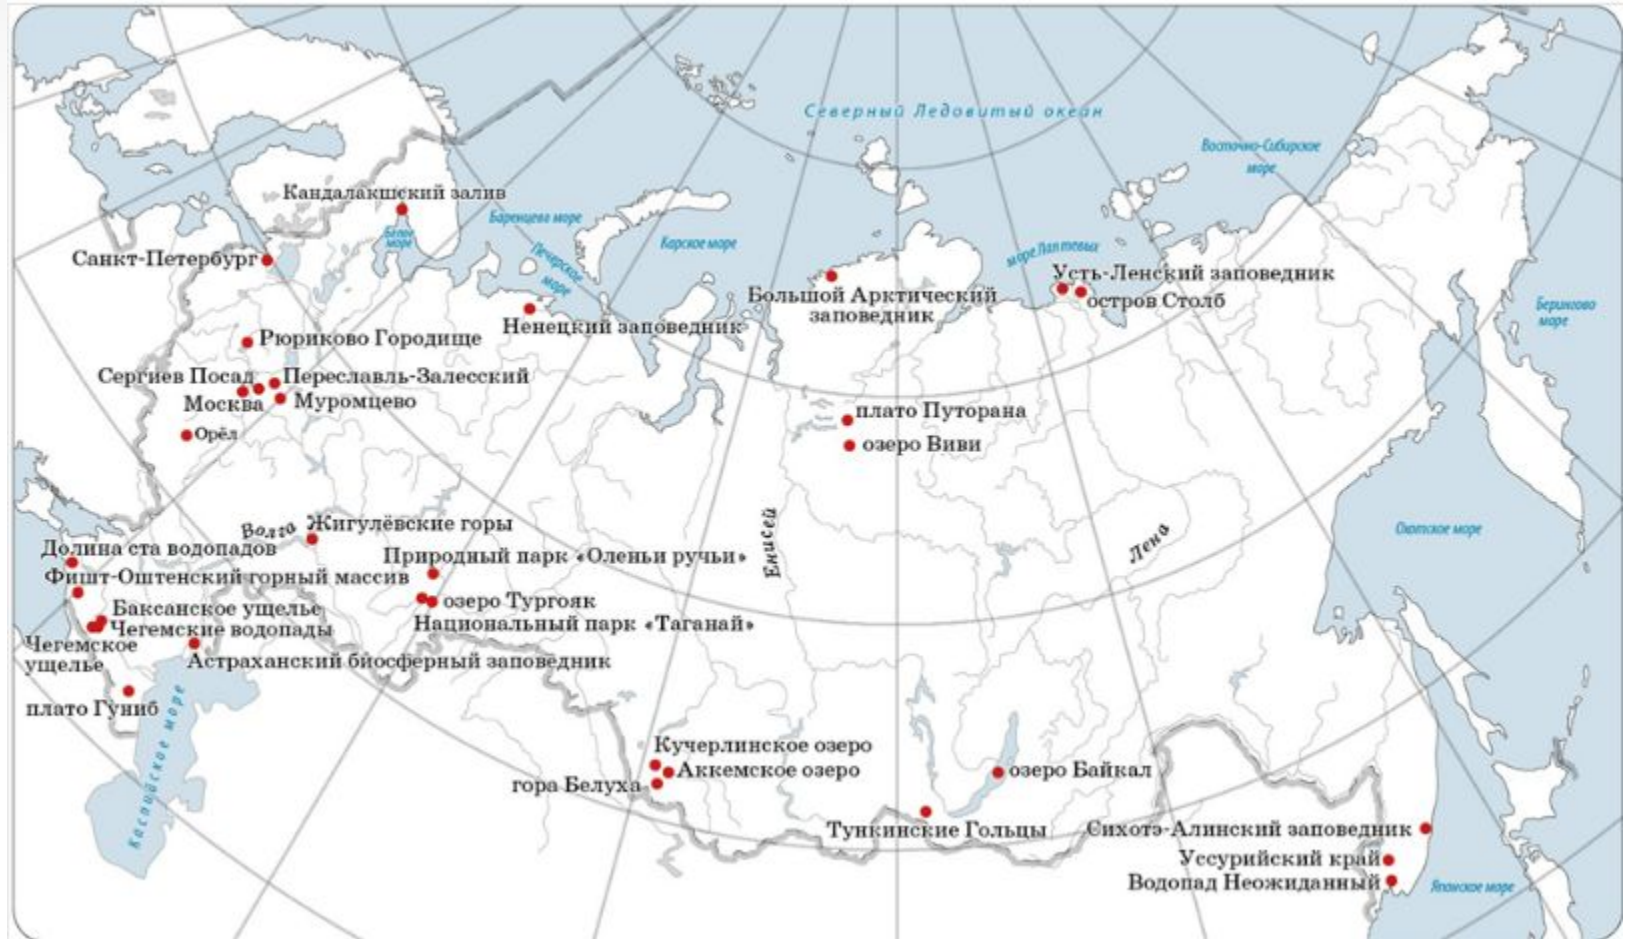 Северный Ледовитый океан
Восточно-Сибирское
море
Кандалакшский залив
Баренцево море
Белое
море
Карское море
Печорское
море
море Лаптевых
Санкт-Петербург
Усть-Ленский заповедник
остров Столб
Большой Арктический
заповедник
Берингово
море
Ненецкий заповедник
Рюриково Городище
Сергиев Посад
Переславль-Залесский
Москва
Муромцево
плато Путорана
Орёл
озеро Виви
Волга
Жигулёвские горы
Енисей
Лена
Охотское море
Долина ста водопадов
Природный парк «Оленьи ручьи»
Фишт-Оштенский горный массив
Баксанское ущелье
озеро Тургояк
Чегемские водопады
Национальный парк «Таганай»
Чегемское
ущелье
Астраханский биосферный заповедник
плато Гуниб
Каспийское море
Кучерлинское озеро
Аккемское озеро
гора Белуха
озеро Байкал
Тункинские Гольцы
Сихотэ-Алинский заповедник
Уссурийский край
Водопад Неожиданный
Японское море